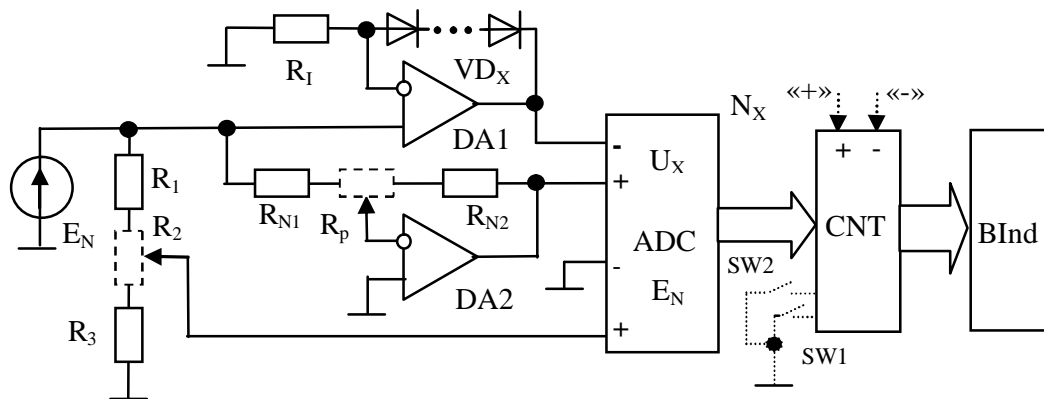 R_I
VD_X
«+» «-»
N_X
DA1
+ -
-
U_X
R_1
+
R_N1
R_N2
R_p
E_N
R_2
ADC
CNT
BInd
-
SW2
DA2
E_N
R_3
+
SW1